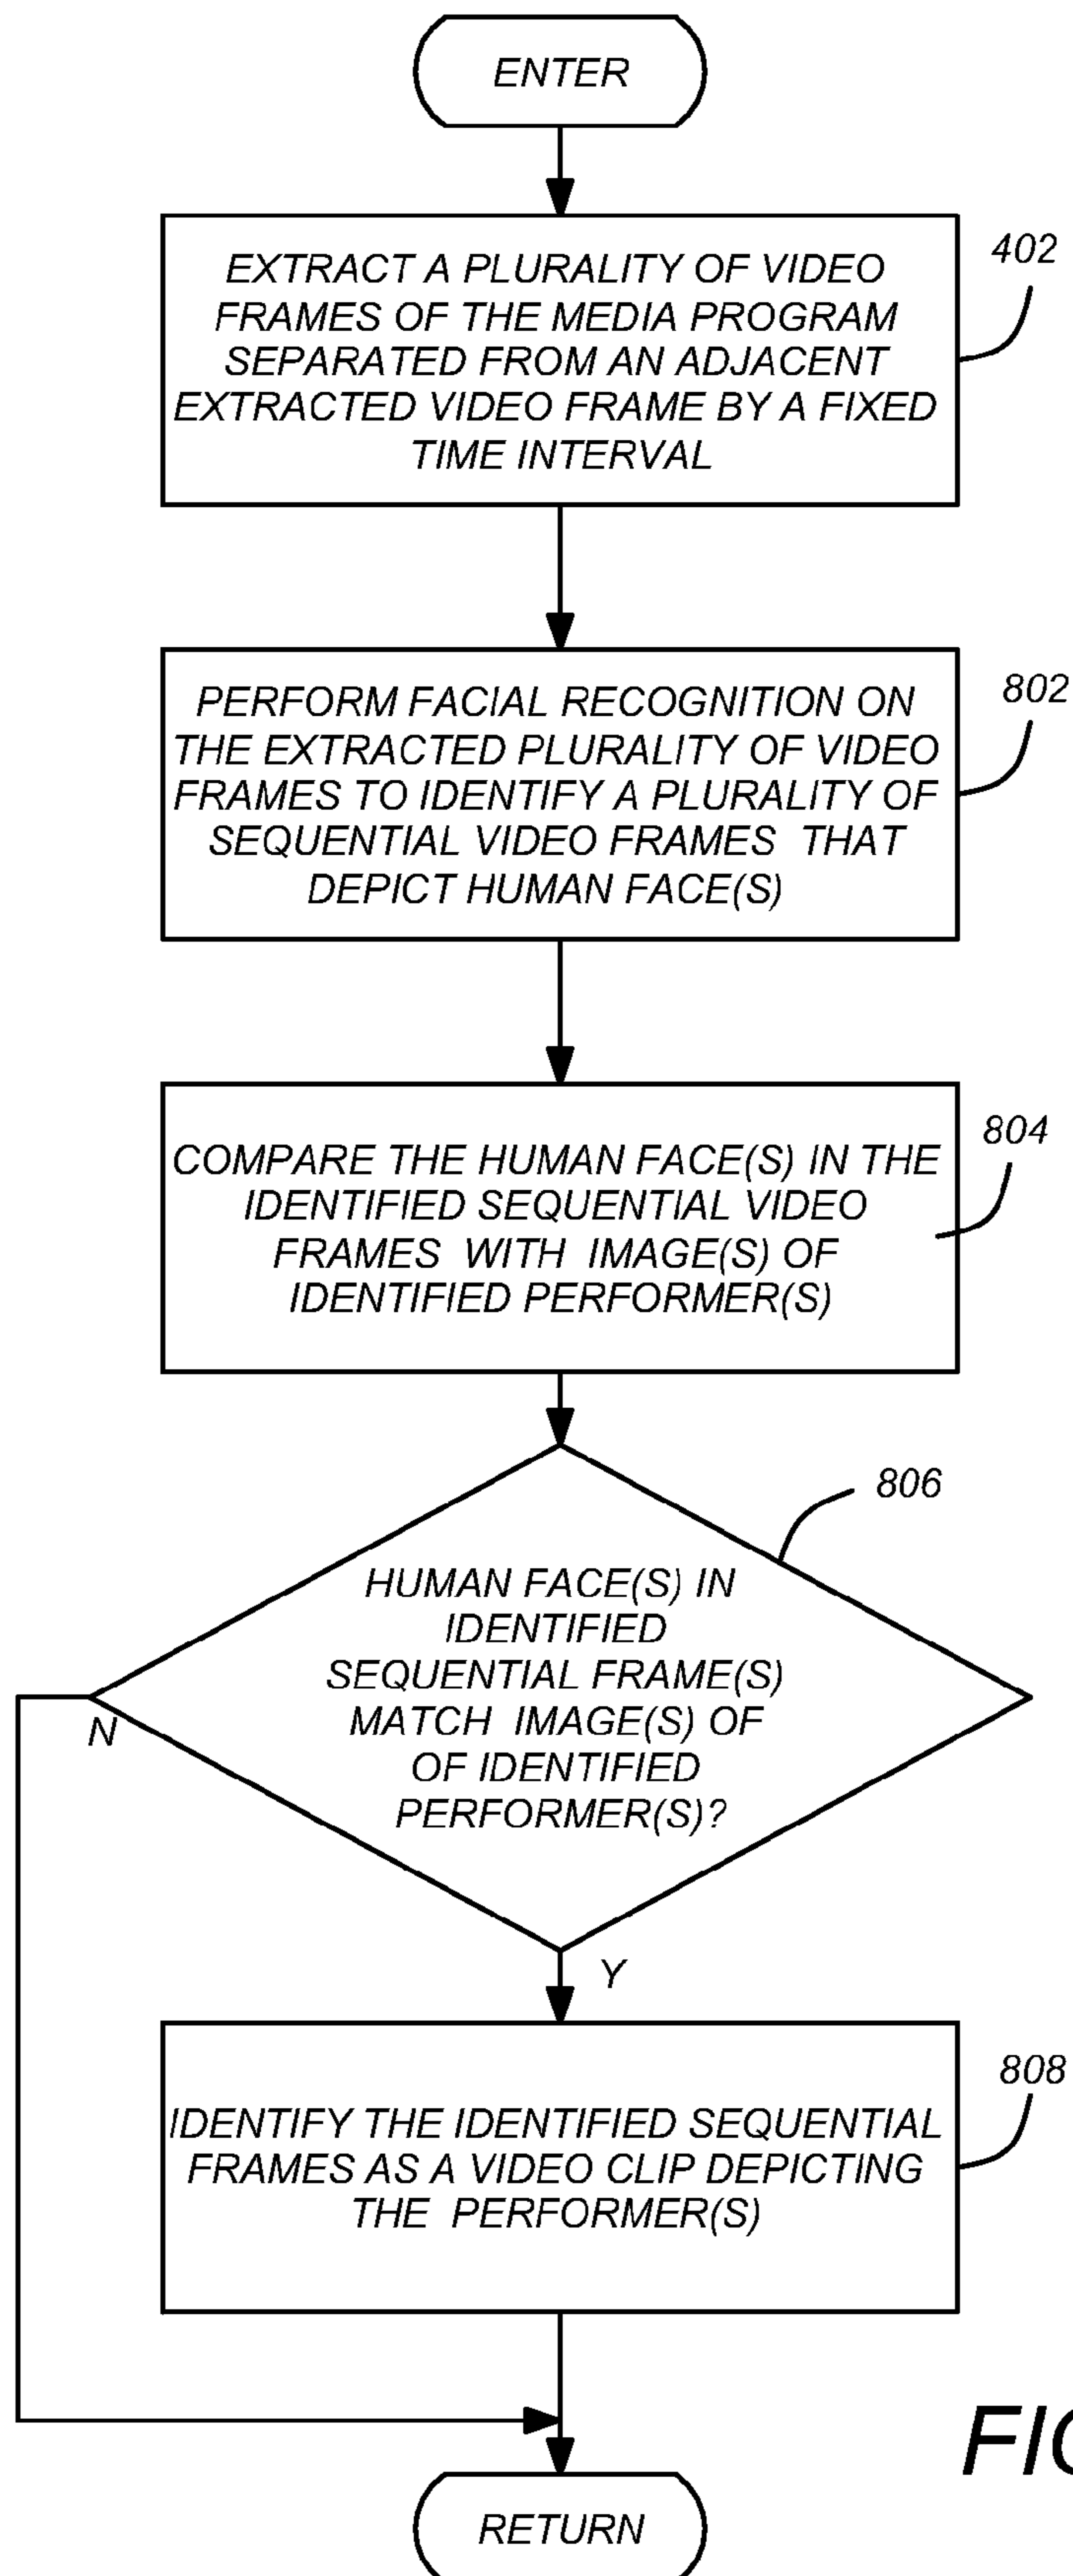 ENTER
EXTRACT A PLURALITY OF VIDEO
FRAMES OF THE MEDIA PROGRAM
SEPARATED FROM AN ADJACENT
EXTRACTED VIDEO FRAME BY A FIXED
TIME INTERVAL
402
PERFORM FACIAL RECOGNITION ON
THE EXTRACTED PLURALITY OF VIDEO
FRAMES TO IDENTIFY A PLURALITY OF
SEQUENTIAL VIDEO FRAMES THAT
DEPICT HUMAN FACE(S)
802
COMPARE THE HUMAN FACE(S) IN THE
IDENTIFIED SEQUENTIAL VIDEO
FRAMES WITH IMAGE(S) OF
IDENTIFIED PERFORMER(S)
804
HUMAN FACE(S) IN
IDENTIFIED
SEQUENTIAL FRAME(S)
MATCH IMAGE(S) OF
OF IDENTIFIED
PERFORMER(S)?
806
N
Y
IDENTIFY THE IDENTIFIED SEQUENTIAL
FRAMES AS A VIDEO CLIP DEPICTING
THE PERFORMER(S)
808
RETURN